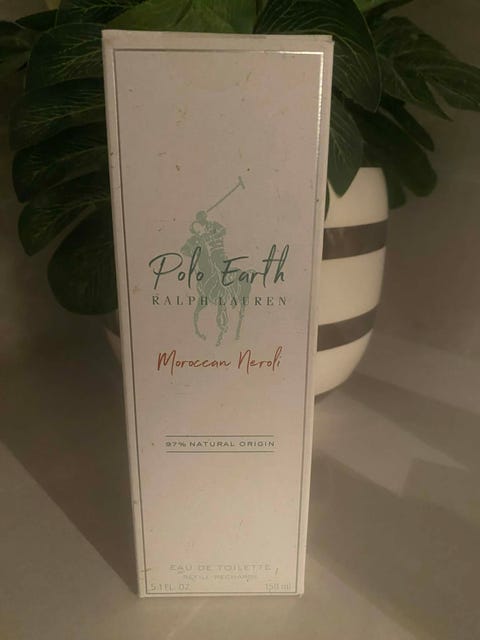 Polo Earth
RALPH LAUREN
Moroccan Neroli
97% NATURAL ORIGIN
EAU DE TOILETTE
REFILL RECHARGE
5.1 FL. OZ. 150 ml